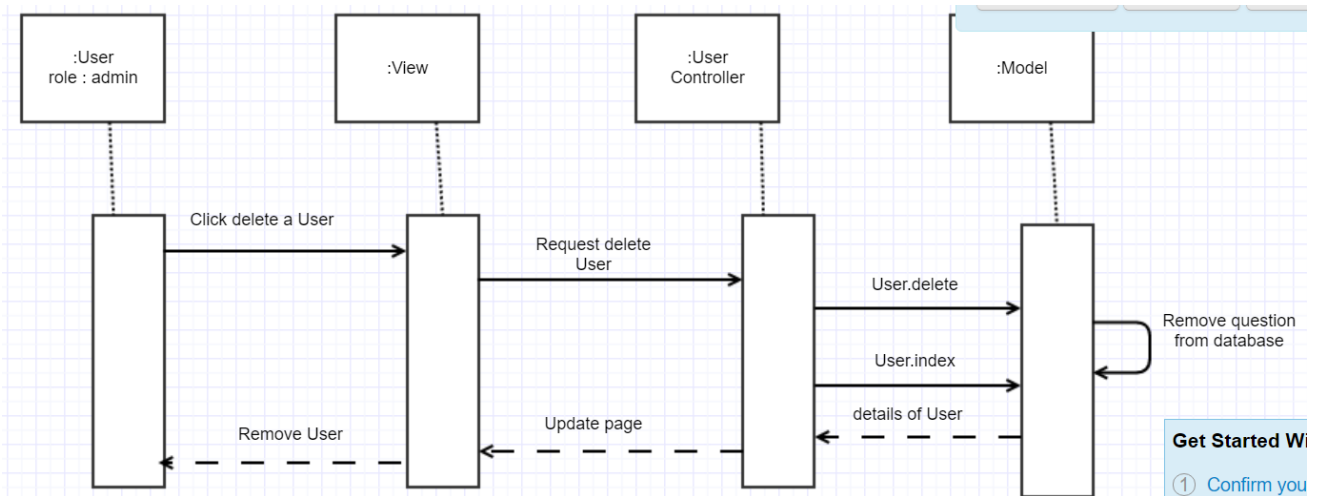 :User
role : admin
:View
:User
Controller
:Model
Click delete a User
Request delete
User
User.delete
Remove question
from database
User.index
details of User
Update page
Remove User
Get Started Wi
1 Confirm you